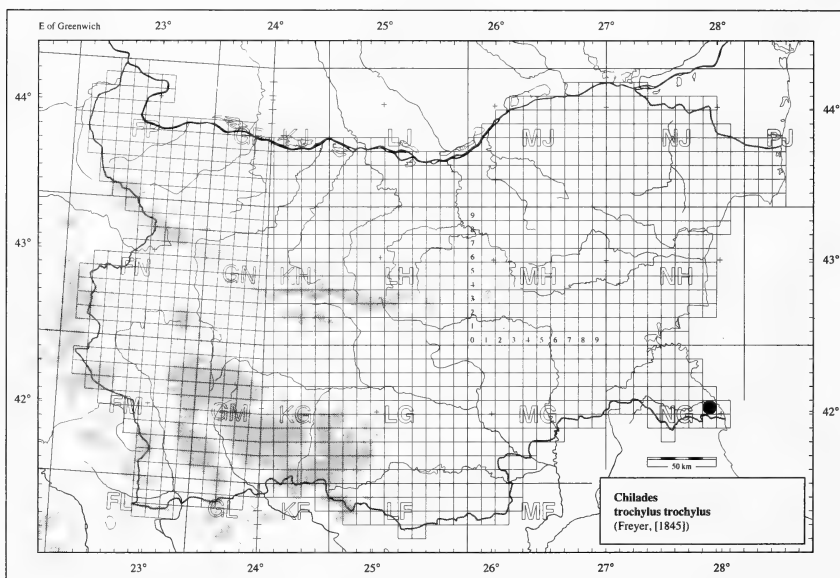 E of Greenwich
23° 24° 25° 26° 27° 28°
44° 44°
FP GP KJ LJ MJ NJ PJ
9
8
7
43° 43°
6
FN GN KH LH MH NH
5
4
3
2
1
0 1 2 3 4 5 6 7 8 9
42° 42°
FM GM KG LG MG NG
50 km
FL GL KF LF MF
Chilades
trochylus trochylus
(Freyer, [1845])
23° 24° 25° 26° 27° 28°